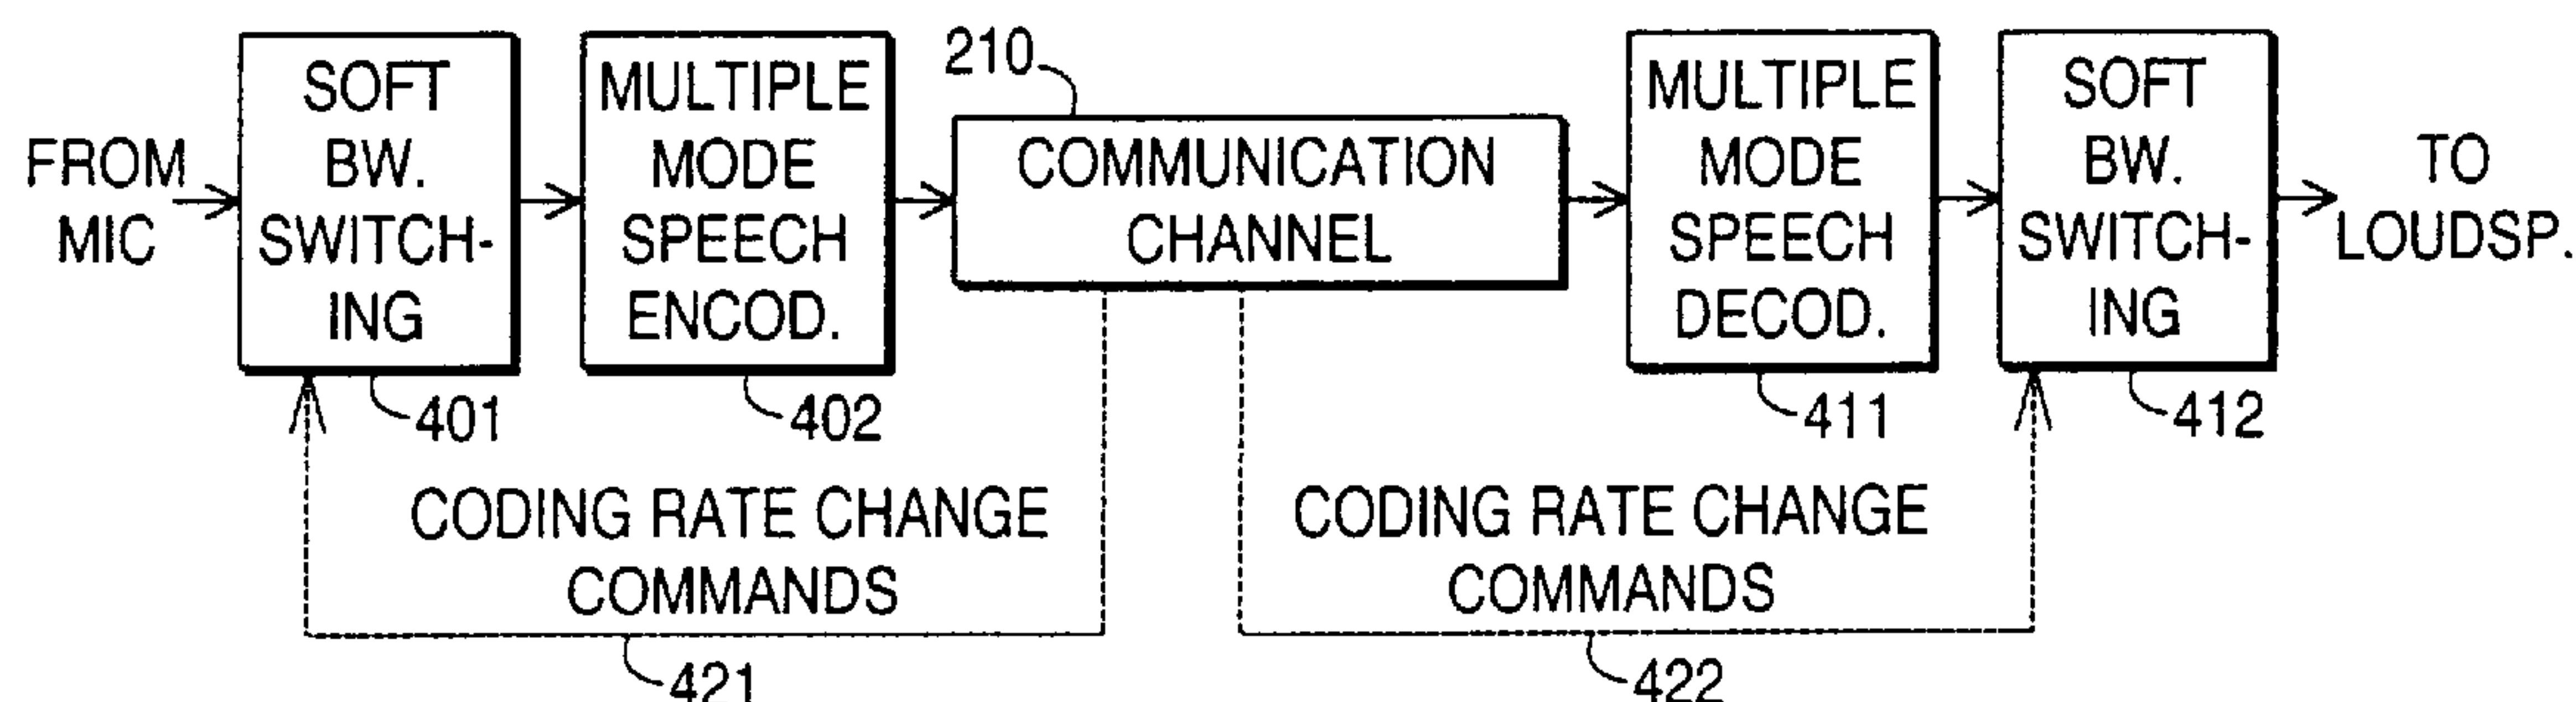 FROM
MIC
SOFT
BW.
SWITCH-
ING
401
MULTIPLE
MODE
SPEECH
ENCOD.
402
210
COMMUNICATION
CHANNEL
MULTIPLE
MODE
SPEECH
DECOD.
411
SOFT
BW.
SWITCH-
ING
412
TO
LOUDSP.
CODING RATE CHANGE
COMMANDS
421
CODING RATE CHANGE
COMMANDS
422